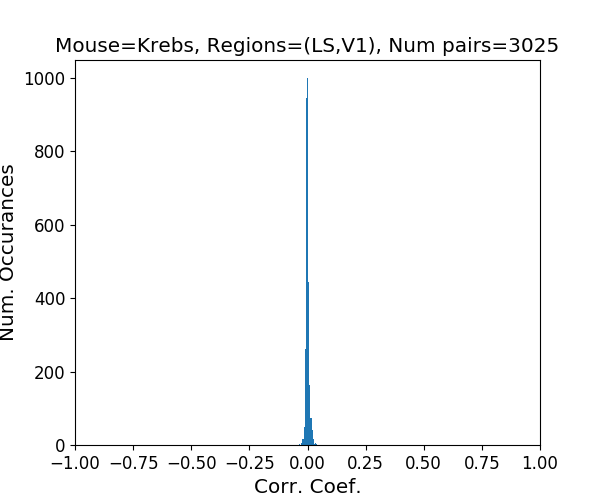 Mouse=Krebs, Regions=(LS,V1), Num pairs=3025
Num. Occurances
1000
800
600
400
200
0
−1.00 −0.75 −0.50 −0.25 0.00 0.25 0.50 0.75 1.00
Corr. Coef.